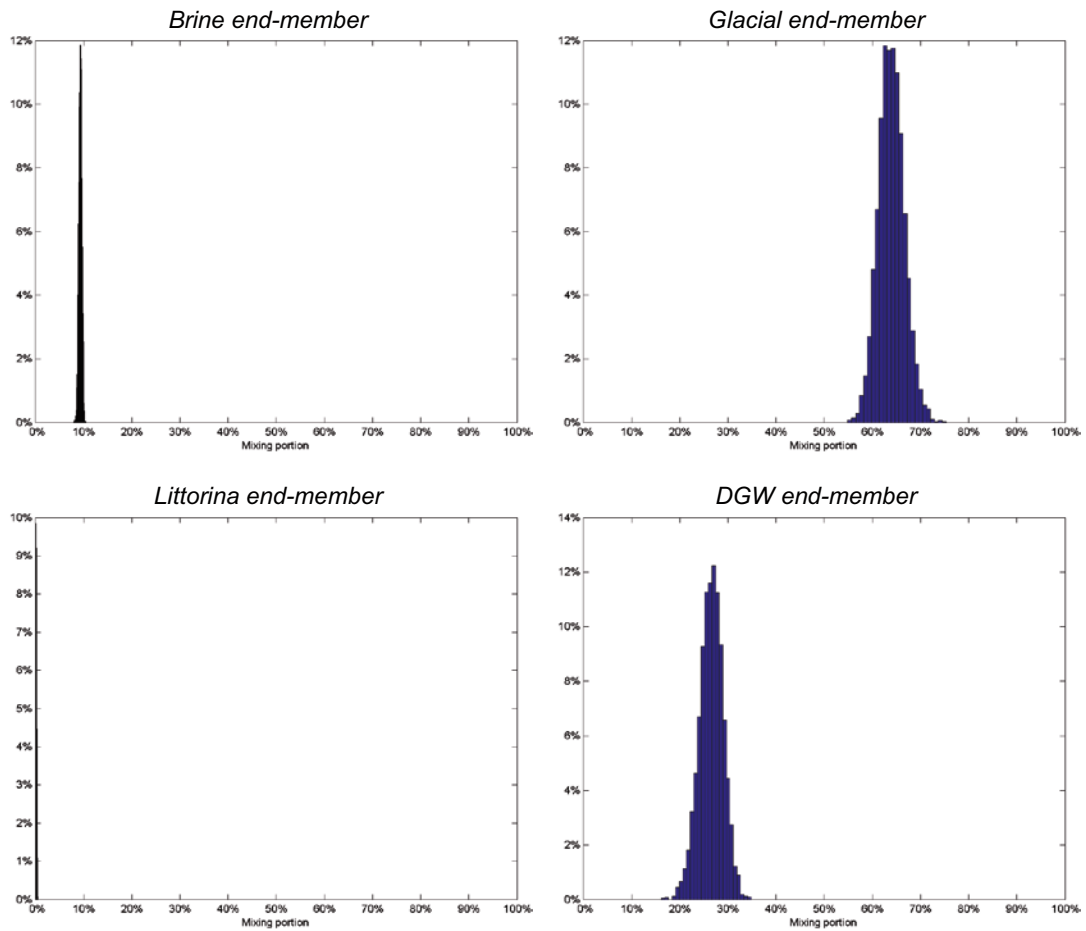 Brine end-member
12%
10%
8%
6%
4%
2%
0%
0% 10% 20% 30% 40% 50% 60% 70% 80% 90% 100%
Mixing portion
Glacial end-member
12%
10%
8%
6%
4%
2%
0%
0% 10% 20% 30% 40% 50% 60% 70% 80% 90% 100%
Mixing portion
Littorina end-member
10%
9%
8%
7%
6%
5%
4%
3%
2%
1%
0%
0% 10% 20% 30% 40% 50% 60% 70% 80% 90% 100%
Mixing portion
DGW end-member
14%
12%
10%
8%
6%
4%
2%
0%
0% 10% 20% 30% 40% 50% 60% 70% 80% 90% 100%
Mixing portion